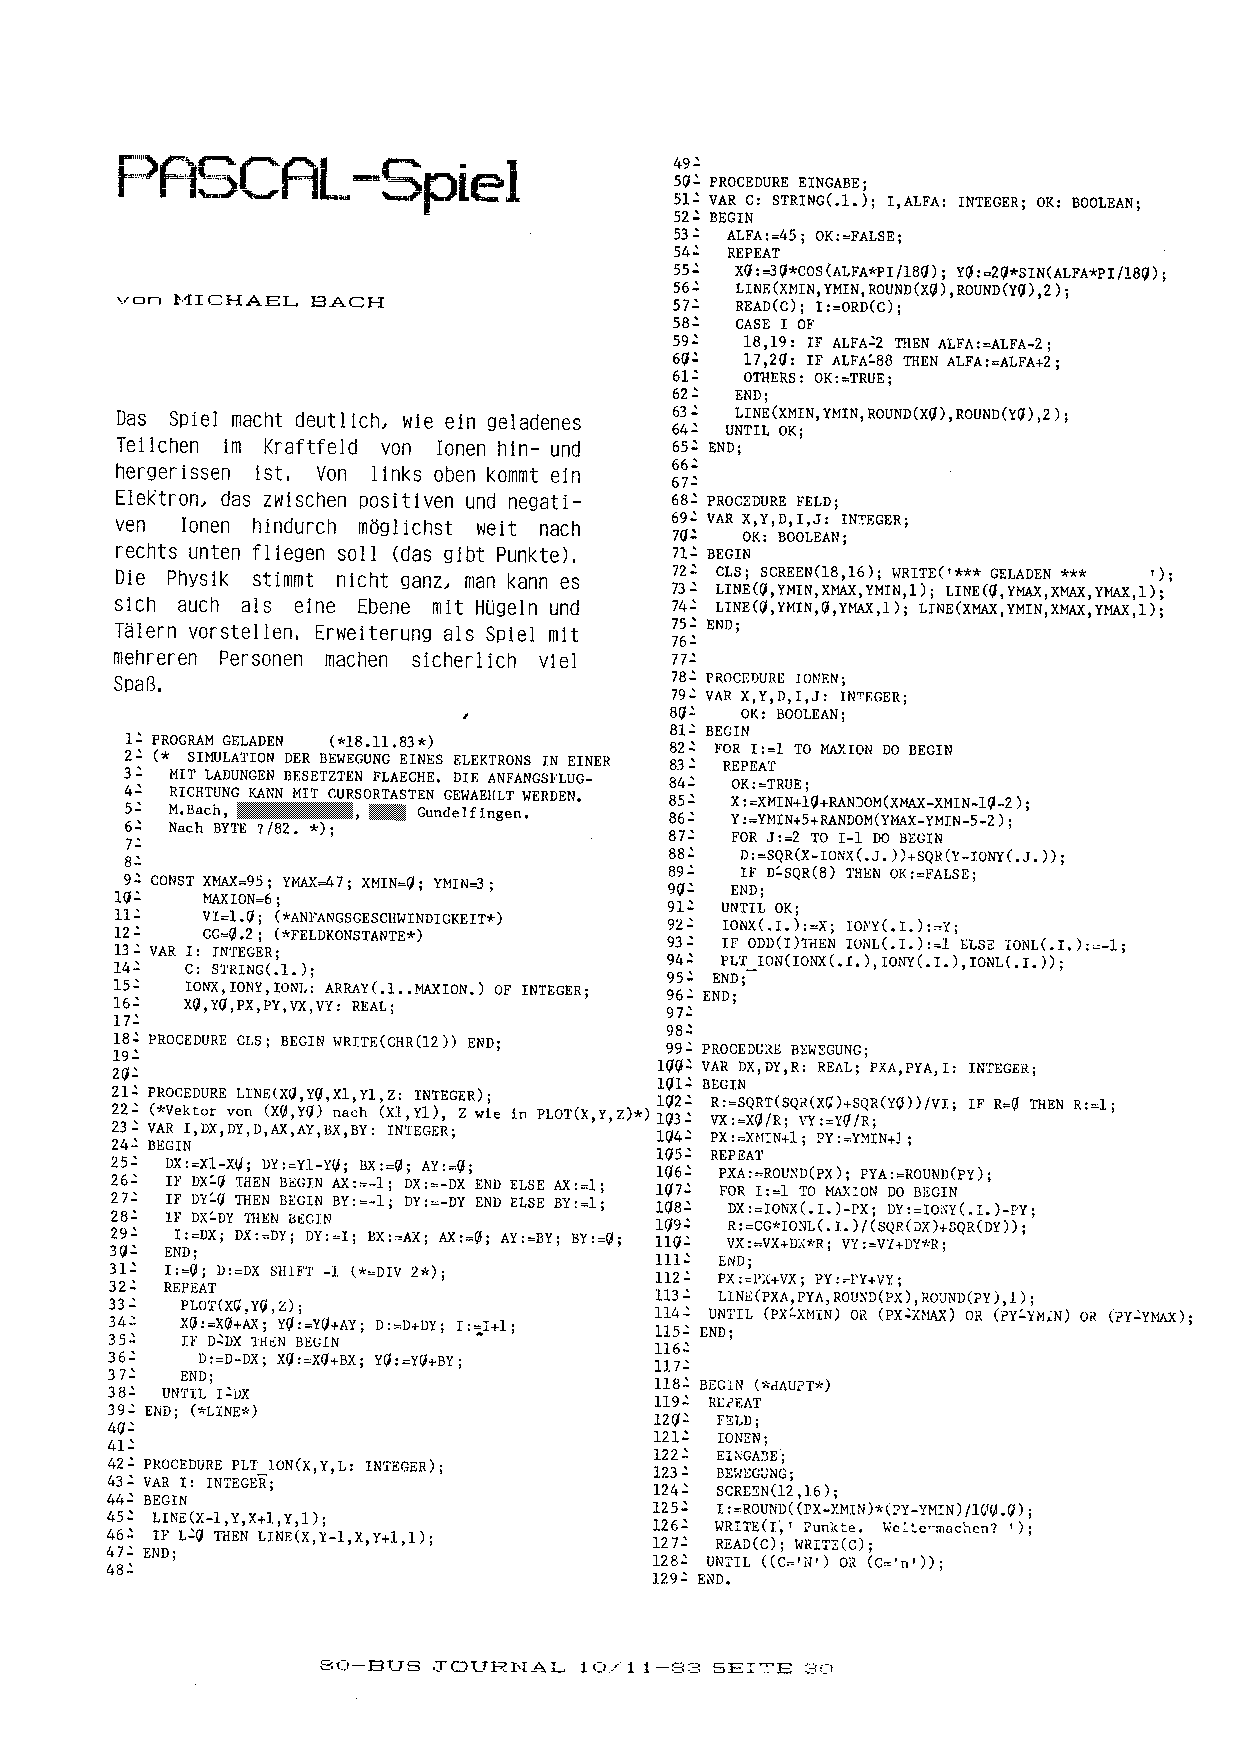 PASCAL-Spiel
von MICHAEL BACH
Das Spiel macht deutlich, wie ein geladenes
Teilchen im Kraftfeld von Ionen hin- und
hergerissen ist. Von links oben kommt ein
Elektron, das zwischen positiven und negati-
ven Ionen hindurch möglichst weit nach
rechts unten fliegen soll (das gibt Punkte).
Die Physik stimmt nicht ganz, man kann es
sich auch als eine Ebene mit Hügeln und
Tälern vorstellen. Erweiterung als Spiel mit
mehreren Personen machen sicherlich viel
Spaß.
1∸ PROGRAM GELADEN (*18.11.83*)
2∸ (* SIMULATION DER BEWEGUNG EINES ELEKTRONS IN EINER
3∸ MIT LADUNGEN BESETZTEN FLAECHE. DIE ANFANGSFLUG-
4∸ RICHTUNG KANN MIT CURSORTASTEN GEWAEHLT WERDEN.
5∸ M.Bach, , Gundelfingen.
6∸ Nach BYTE ?/82. *);
7∸
8∸
9∸ CONST XMAX=95; YMAX=47; XMIN=0; YMIN=3;
10∸ MAXION=6;
11∸ VI=1.0; (*ANFANGSGESCHWINDIGKEIT*)
12∸ CG=0.2; (*FELDKONSTANTE*)
13∸ VAR I: INTEGER;
14∸ C: STRING(.1.);
15∸ IONX,IONY,IONL: ARRAY(.1..MAXION.) OF INTEGER;
16∸ X0,Y0,PX,PY,VX,VY: REAL;
17∸
18∸ PROCEDURE CLS; BEGIN WRITE(CHR(12)) END;
19∸
20∸
21∸ PROCEDURE LINE(X0,Y0,X1,Y1,Z: INTEGER);
22∸ (*Vektor von (X0,Y0) nach (X1,Y1), Z wie in PLOT(X,Y,Z)*)
23∸ VAR I,DX,DY,D,AX,AY,BX,BY: INTEGER;
24∸ BEGIN
25∸ DX:=X1-X0; DY:=Y1-Y0; BX:=0; AY:=0;
26∸ IF DX∸0 THEN BEGIN AX:=-1; DX:=-DX END ELSE AX:=1;
27∸ IF DY∸0 THEN BEGIN BY:=-1; DY:=-DY END ELSE BY:=1;
28∸ IF DX∸DY THEN BEGIN
29∸ I:=DX; DX:=DY; DY:=I; BX:=AX; AX:=0; AY:=BY; BY:=0;
30∸ END;
31∸ I:=0; D:=DX SHIFT -1 (*=DIV 2*);
32∸ REPEAT
33∸ PLOT(X0,Y0,Z);
34∸ X0:=X0+AX; Y0:=Y0+AY; D:=D+DY; I:=I+1;
35∸ IF D∸DX THEN BEGIN
36∸ D:=D-DX; X0:=X0+BX; Y0:=Y0+BY;
37∸ END;
38∸ UNTIL I∸DX
39∸ END; (*LINE*)
40∸
41∸
42∸ PROCEDURE PLT_ION(X,Y,L: INTEGER);
43∸ VAR I: INTEGER;
44∸ BEGIN
45∸ LINE(X-1,Y,X+1,Y,1);
46∸ IF L∸0 THEN LINE(X,Y-1,X,Y+1,1);
47∸ END;
48∸
49∸
50∸ PROCEDURE EINGABE;
51∸ VAR C: STRING(.1.); I,ALFA: INTEGER; OK: BOOLEAN;
52∸ BEGIN
53∸ ALFA:=45; OK:=FALSE;
54∸ REPEAT
55∸ X0:=30*COS(ALFA*PI/180); Y0:=20*SIN(ALFA*PI/180);
56∸ LINE(XMIN,YMIN,ROUND(X0),ROUND(Y0),2);
57∸ READ(C); I:=ORD(C);
58∸ CASE I OF
59∸ 18,19: IF ALFA∸2 THEN ALFA:=ALFA-2;
60∸ 17,20: IF ALFA∸88 THEN ALFA:=ALFA+2;
61∸ OTHERS: OK:=TRUE;
62∸ END;
63∸ LINE(XMIN,YMIN,ROUND(X0),ROUND(Y0),2);
64∸ UNTIL OK;
65∸ END;
66∸
67∸
68∸ PROCEDURE FELD;
69∸ VAR X,Y,D,I,J: INTEGER;
70∸ OK: BOOLEAN;
71∸ BEGIN
72∸ CLS; SCREEN(18,16); WRITE('*** GELADEN *** ');
73∸ LINE(0,YMIN,XMAX,YMIN,1); LINE(0,YMAX,XMAX,YMAX,1);
74∸ LINE(0,YMIN,0,YMAX,1); LINE(XMAX,YMIN,XMAX,YMAX,1);
75∸ END;
76∸
77∸
78∸ PROCEDURE IONEN;
79∸ VAR X,Y,D,I,J: INTEGER;
80∸ OK: BOOLEAN;
81∸ BEGIN
82∸ FOR I:=1 TO MAXION DO BEGIN
83∸ REPEAT
84∸ OK:=TRUE;
85∸ X:=XMIN+10+RANDOM(XMAX-XMIN-10-2);
86∸ Y:=YMIN+5+RANDOM(YMAX-YMIN-5-2);
87∸ FOR J:=2 TO I-1 DO BEGIN
88∸ D:=SQR(X-IONX(.J.))+SQR(Y-IONY(.J.));
89∸ IF D∸SQR(8) THEN OK:=FALSE;
90∸ END;
91∸ UNTIL OK;
92∸ IONX(.I.):=X; IONY(.I.):=Y;
93∸ IF ODD(I)THEN IONL(.I.):=1 ELSE IONL(.I.):=-1;
94∸ PLT_ION(IONX(.I.),IONY(.I.),IONL(.I.));
95∸ END;
96∸ END;
97∸
98∸
99∸ PROCEDURE BEWEGUNG;
100∸ VAR DX,DY,R: REAL; PXA,PYA,I: INTEGER;
101∸ BEGIN
102∸ R:=SQRT(SQR(X0)+SQR(Y0))/VI; IF R=0 THEN R:=1;
103∸ VX:=X0/R; VY:=Y0/R;
104∸ PX:=XMIN+1; PY:=YMIN+1;
105∸ REPEAT
106∸ PXA:=ROUND(PX); PYA:=ROUND(PY);
107∸ FOR I:=1 TO MAXION DO BEGIN
108∸ DX:=IONX(.I.)-PX; DY:=IONY(.I.)-PY;
109∸ R:=CG*IONL(.I.)/(SQR(DX)+SQR(DY));
110∸ VX:=VX+DX*R; VY:=VY+DY*R;
111∸ END;
112∸ PX:=PX+VX; PY:=PY+VY;
113∸ LINE(PXA,PYA,ROUND(PX),ROUND(PY),1);
114∸ UNTIL (PX∸XMIN) OR (PX∸XMAX) OR (PY∸YMIN) OR (PY∸YMAX);
115∸ END;
116∸
117∸
118∸ BEGIN (*HAUPT*)
119∸ REPEAT
120∸ FELD;
121∸ IONEN;
122∸ EINGABE;
123∸ BEWEGUNG;
124∸ SCREEN(12,16);
125∸ I:=ROUND((PX-XMIN)*(PY-YMIN)/100.0);
126∸ WRITE(I,' Punkte. Weitermachen? ');
127∸ READ(C); WRITE(C);
128∸ UNTIL ((C='N') OR (C='n'));
129∸ END.
80-BUS JOURNAL 10/11-83 SEITE 30